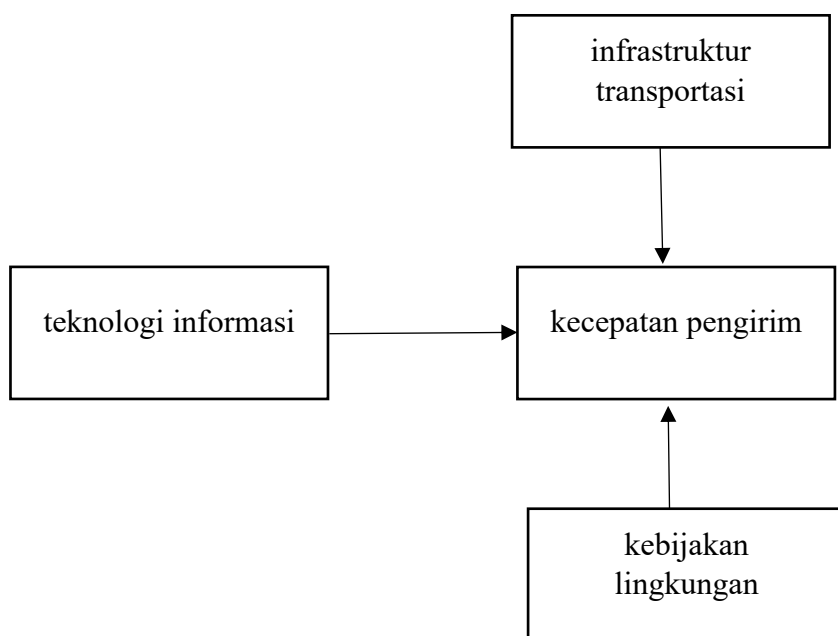 infrastruktur
transportasi
teknologi informasi
kecepatan pengirim
kebijakan
lingkungan